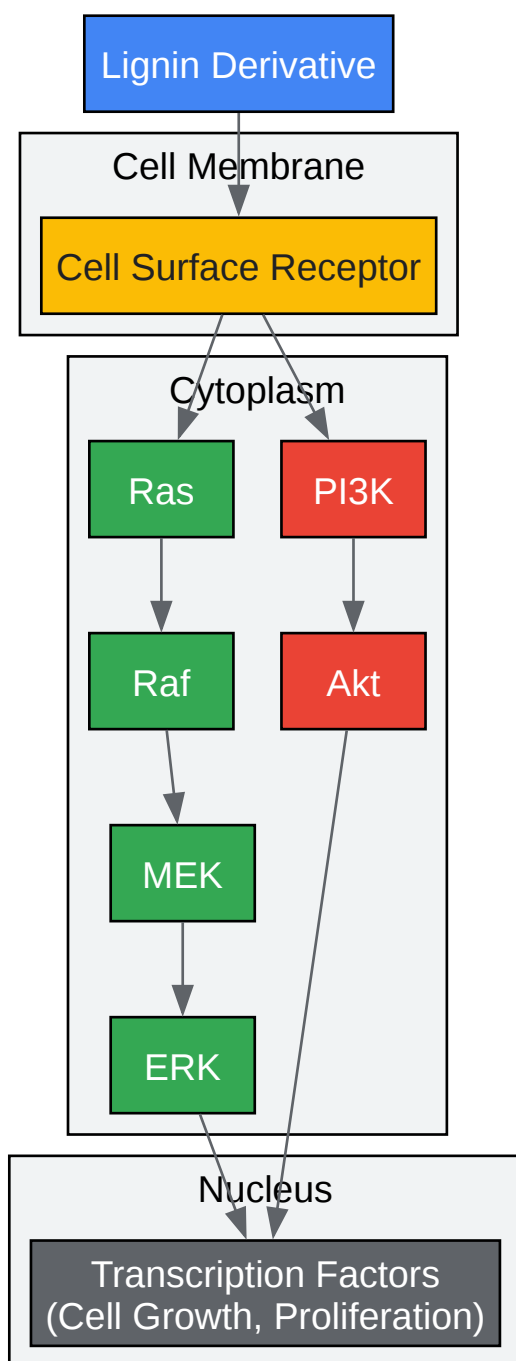 Lignin Derivative
Cell Membrane
Cell Surface Receptor
Cytoplasm
Ras
PI3K
Raf
Akt
MEK
ERK
Nucleus
Transcription Factors
(Cell Growth, Proliferation)